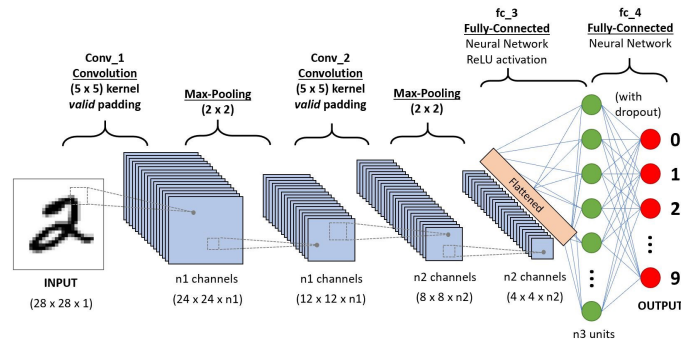 fc_3
Fully-Connected
Neural Network
ReLU activation
fc_4
Fully-Connected
Neural Network
Conv_1
Convolution
(5 x 5) kernel
valid padding
Max-Pooling
(2 x 2)
Conv_2
Convolution
(5 x 5) kernel
valid padding
Max-Pooling
(2 x 2)
(with
dropout)
Flattened
0
1
2
9
2
INPUT
(28 x 28 x 1)
n1 channels
(24 x 24 x n1)
n1 channels
(12 x 12 x n1)
n2 channels
(8 x 8 x n2)
n2 channels
(4 x 4 x n2)
OUTPUT
n3 units